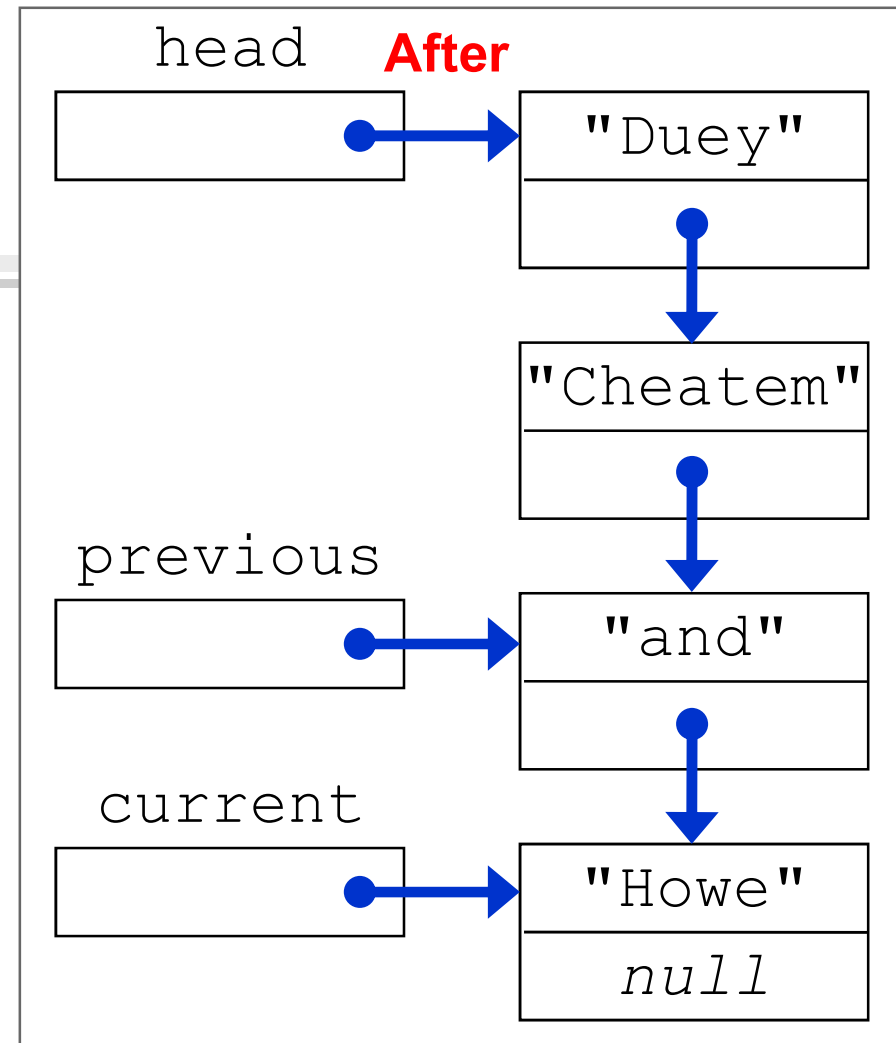 head
After
"Duey"
"Cheatem"
previous
"and"
current
"Howe"
null